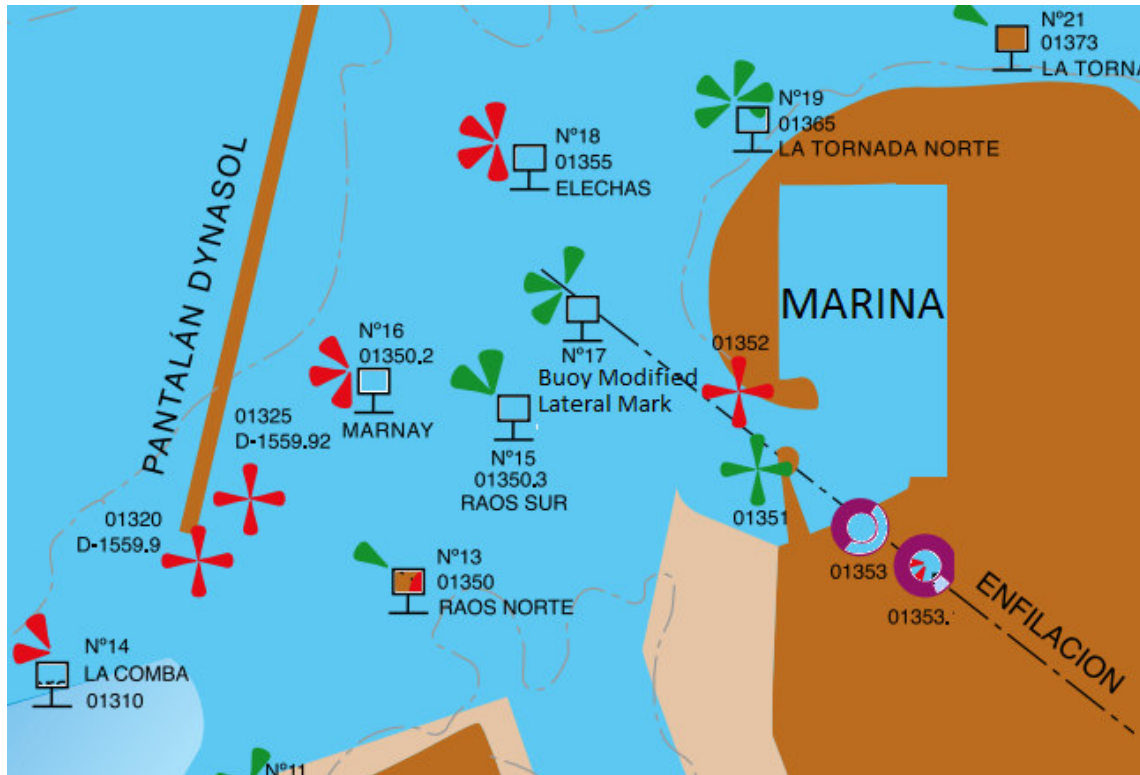 Nº21
01373
LA TORNA
Nº19
01365
LA TORNADA NORTE
Nº18
01355
ELECHAS
PANTALÁN DYNASOL
MARINA
Nº17
Buoy Modified
Lateral Mark
01352
Nº16
01350.2
MARNAY
01325
D-1559.92
Nº15
01350.3
RAOS SUR
01351
01320
D-1559.9
Nº13
01350
RAOS NORTE
01353
01353.
ENFILACION
Nº14
LA COMBA
01310
Nº11